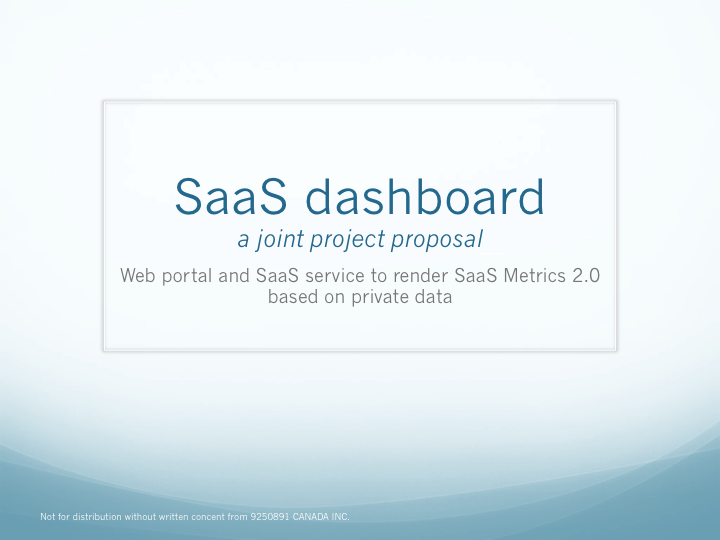 SaaS dashboard
a joint project proposal
Web portal and SaaS service to render SaaS Metrics 2.0
based on private data
Not for distribution without written concent from 9250891 CANADA INC.